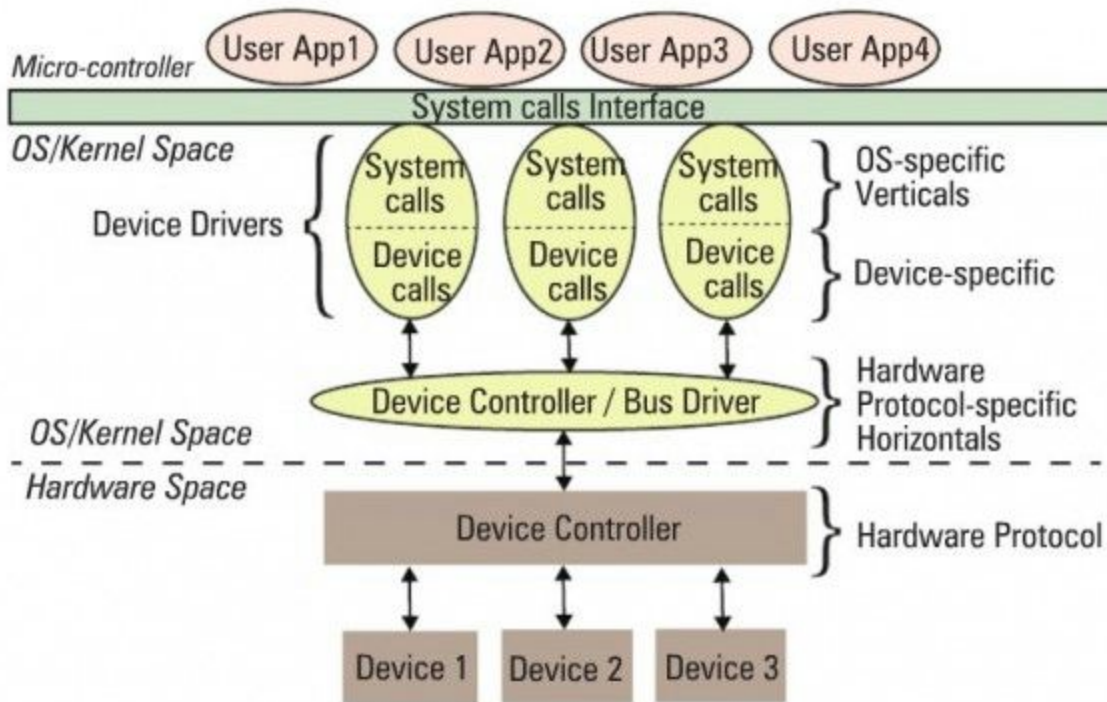 User App1
User App2
User App3
User App4
Micro-controller
System calls Interface
OS/Kernel Space
Device Drivers
System
calls
Device
calls
System
calls
Device
calls
System
calls
Device
calls
OS-specific
Verticals
Device-specific
Device Controller / Bus Driver
Hardware
Protocol-specific
Horizontals
OS/Kernel Space
Hardware Space
Device Controller
Hardware Protocol
Device 1
Device 2
Device 3